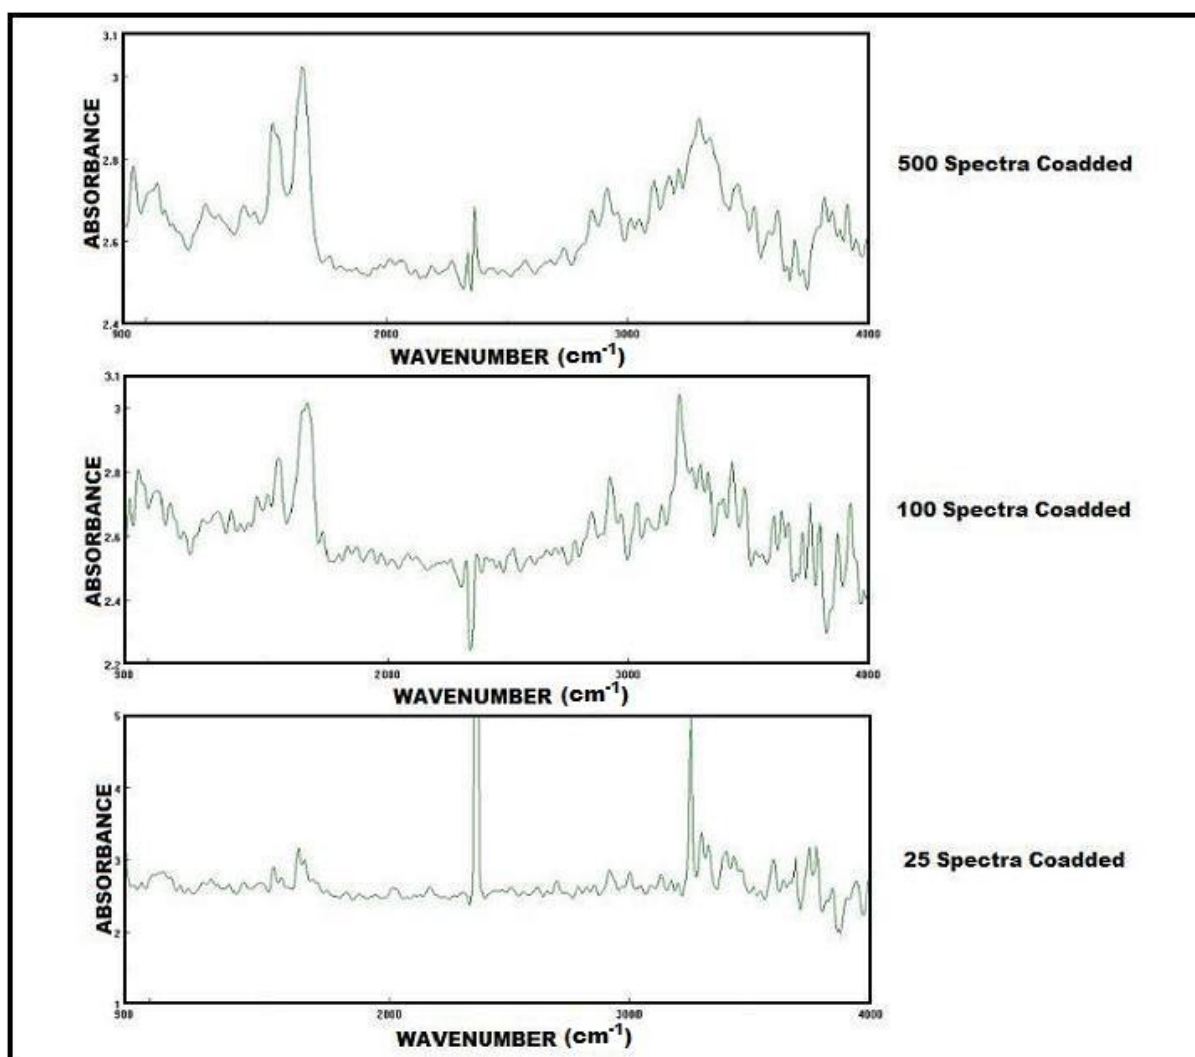 3.1
3
2.8
2.6
2.4
ABSORBANCE
900 2000 3000 4000
WAVENUMBER (cm-1)
500 Spectra Coadded
3.1
3
2.8
2.6
2.4
2.2
ABSORBANCE
900 2000 3000 4000
WAVENUMBER (cm-1)
100 Spectra Coadded
5
4
3
2
1
ABSORBANCE
900 2000 3000 4000
WAVENUMBER (cm-1)
25 Spectra Coadded